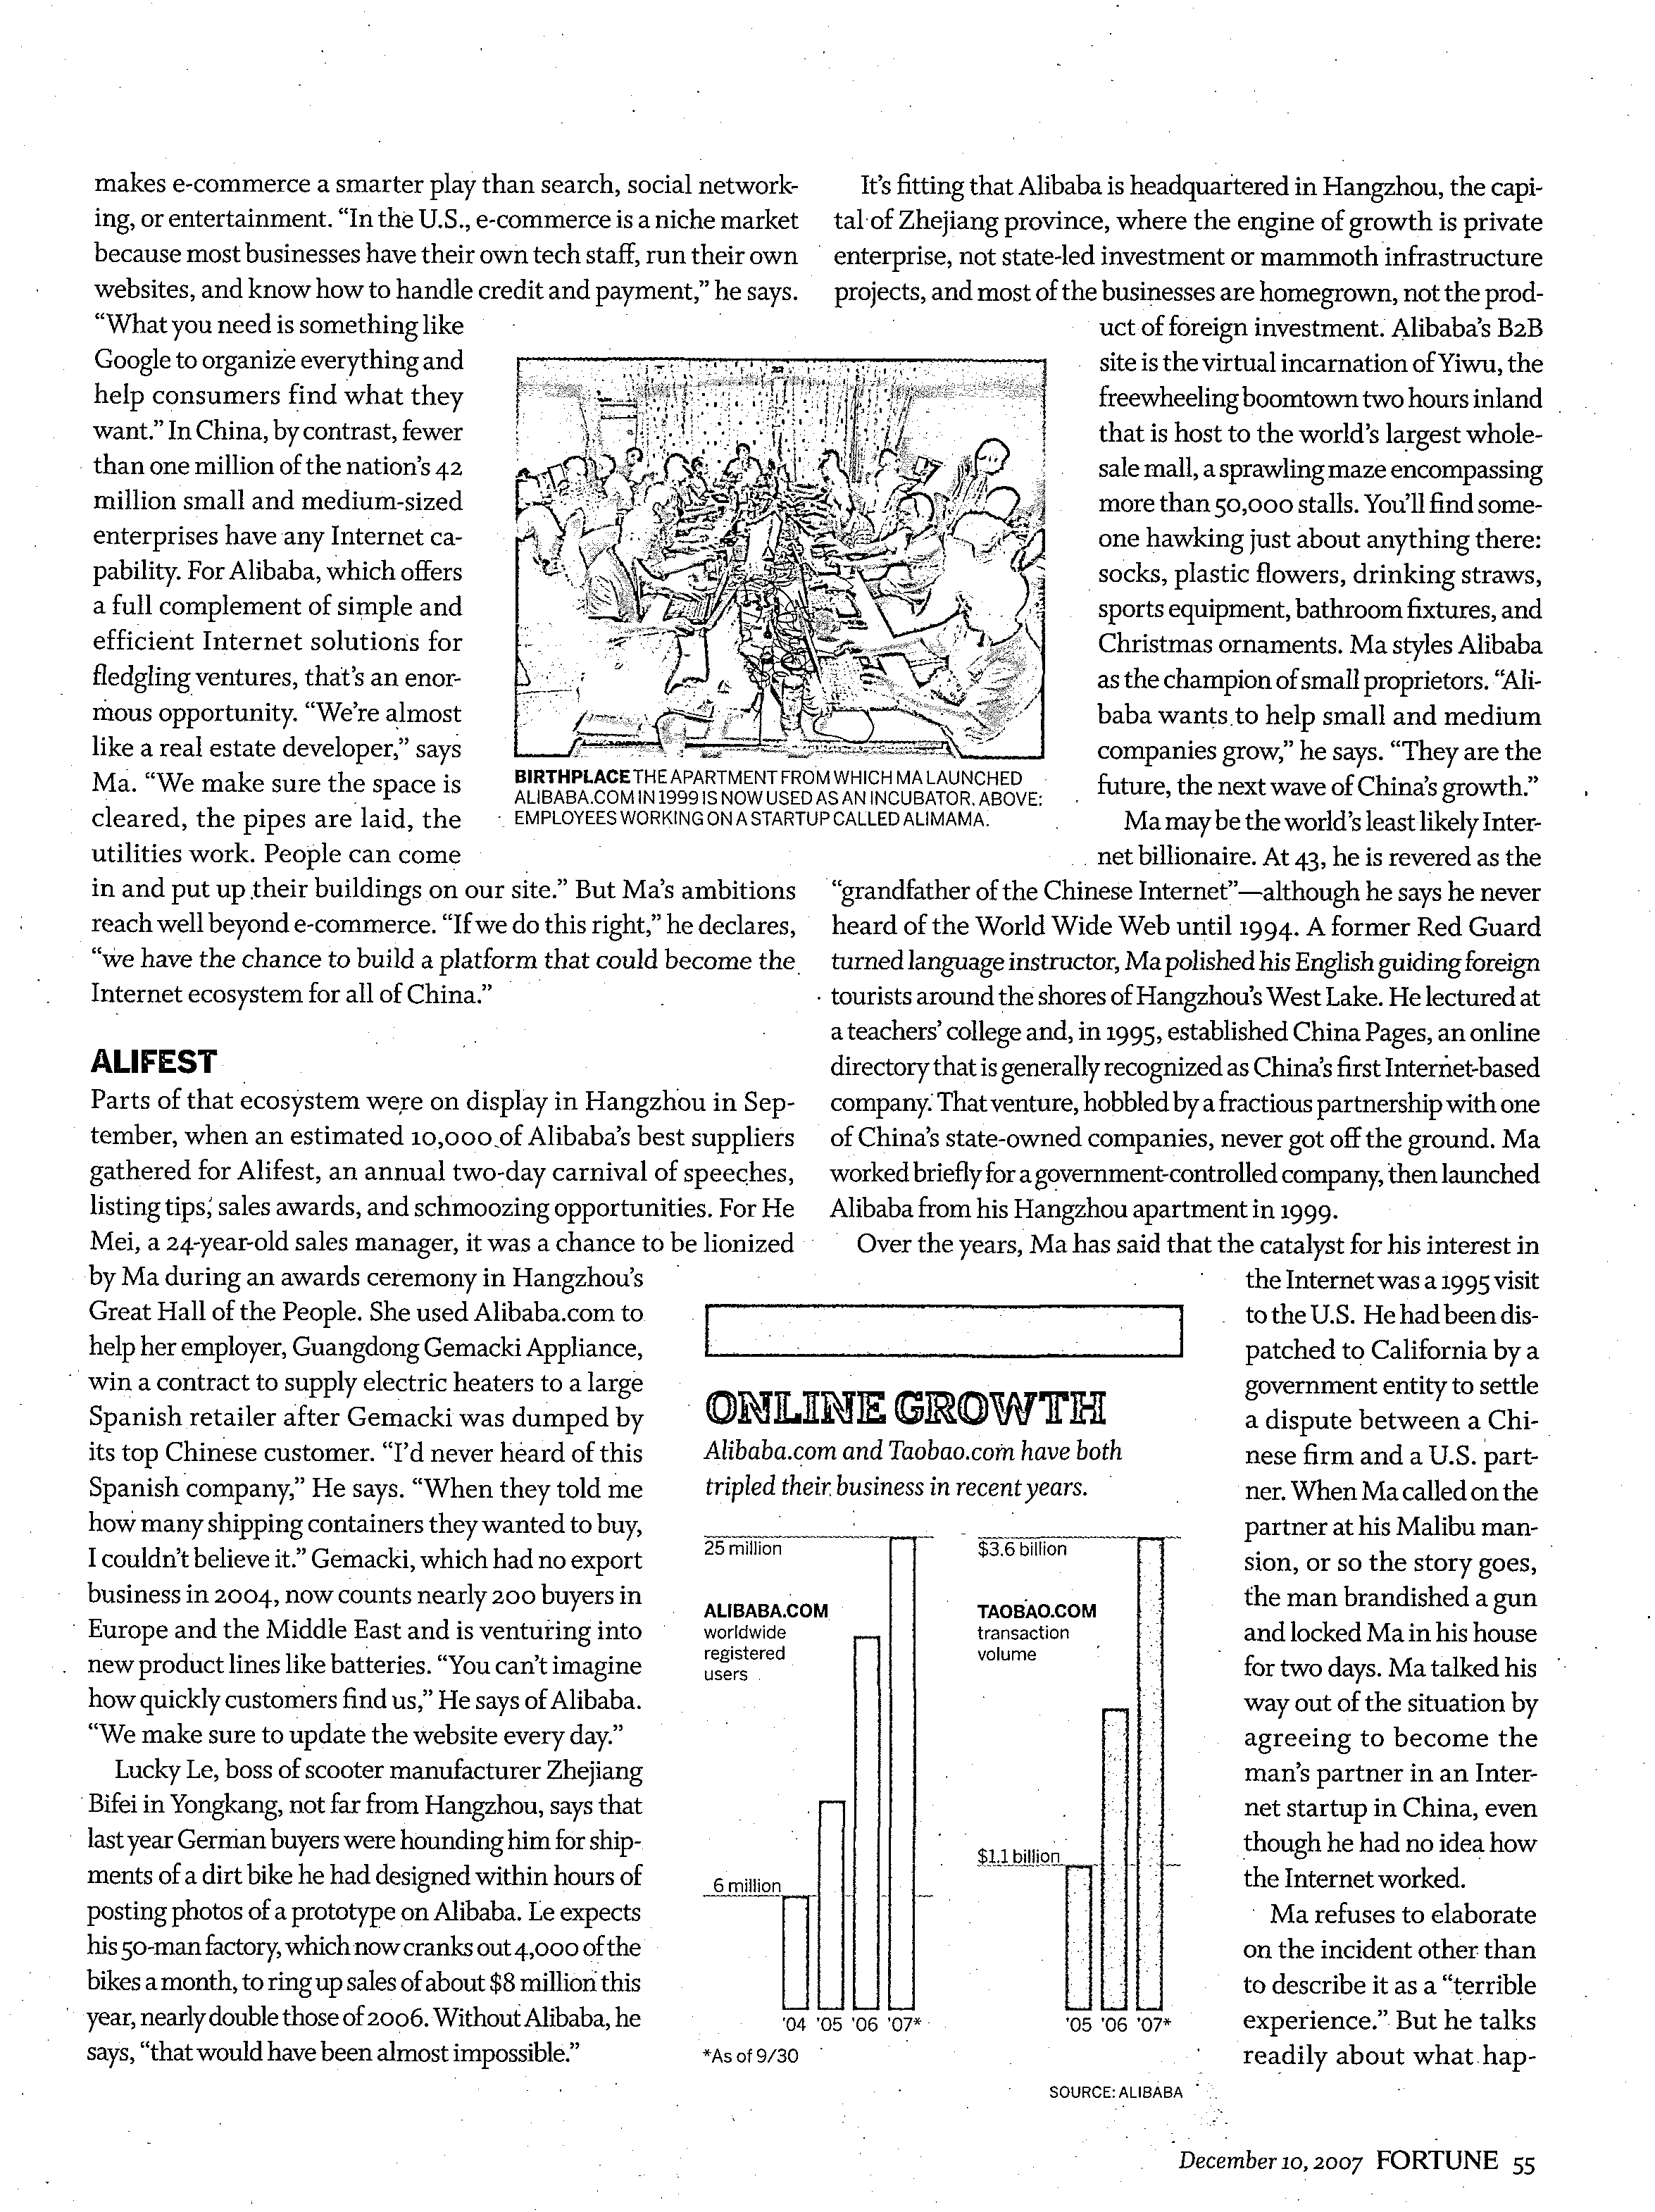 makes e-commerce a smarter play than search, social network-
ing, or entertainment. “In the U.S., e-commerce is a niche market
because most businesses have their own tech staff, run their own
websites, and know how to handle credit and payment,” he says.
“What you need is something like
Google to organize everything and
help consumers find what they
want.” In China, by contrast, fewer
than one million of the nation’s 42
million small and medium-sized
enterprises have any Internet ca-
pability. For Alibaba, which offers
a full complement of simple and
efficient Internet solutions for
fledgling ventures, that’s an enor-
mous opportunity. “We’re almost
like a real estate developer,” says
Ma. “We make sure the space is
cleared, the pipes are laid, the
utilities work. People can come
in and put up their buildings on our site.” But Ma’s ambitions
reach well beyond e-commerce. “If we do this right,” he declares,
“we have the chance to build a platform that could become the
Internet ecosystem for all of China.”
ALIFEST
Parts of that ecosystem were on display in Hangzhou in Sep-
tember, when an estimated 10,000 of Alibaba’s best suppliers
gathered for Alifest, an annual two-day carnival of speeches,
listing tips, sales awards, and schmoozing opportunities. For He
Mei, a 24-year-old sales manager, it was a chance to be lionized
by Ma during an awards ceremony in Hangzhou’s
Great Hall of the People. She used Alibaba.com to
help her employer, Guangdong Gemacki Appliance,
win a contract to supply electric heaters to a large
Spanish retailer after Gemacki was dumped by
its top Chinese customer. “I’d never heard of this
Spanish company,” He says. “When they told me
how many shipping containers they wanted to buy,
I couldn’t believe it.” Gemacki, which had no export
business in 2004, now counts nearly 200 buyers in
Europe and the Middle East and is venturing into
new product lines like batteries. “You can’t imagine
how quickly customers find us,” He says of Alibaba.
“We make sure to update the website every day.”
Lucky Le, boss of scooter manufacturer Zhejiang
Bifei in Yongkang, not far from Hangzhou, says that
last year German buyers were hounding him for ship-
ments of a dirt bike he had designed within hours of
posting photos of a prototype on Alibaba. Le expects
his 50-man factory, which now cranks out 4,000 of the
bikes a month, to ring up sales of about $8 million this
year, nearly double those of 2006. Without Alibaba, he
says, “that would have been almost impossible.”
BIRTHPLACE THE APARTMENT FROM WHICH MA LAUNCHED
ALIBABA.COM IN 1999 IS NOW USED AS AN INCUBATOR. ABOVE:
EMPLOYEES WORKING ON A STARTUP CALLED ALIMAMA.
It’s fitting that Alibaba is headquartered in Hangzhou, the capi-
tal of Zhejiang province, where the engine of growth is private
enterprise, not state-led investment or mammoth infrastructure
projects, and most of the businesses are homegrown, not the prod-
uct of foreign investment. Alibaba’s B2B
site is the virtual incarnation of Yiwu, the
freewheeling boomtown two hours inland
that is host to the world’s largest whole-
sale mall, a sprawling maze encompassing
more than 50,000 stalls. You’ll find some-
one hawking just about anything there:
socks, plastic flowers, drinking straws,
sports equipment, bathroom fixtures, and
Christmas ornaments. Ma styles Alibaba
as the champion of small proprietors. “Ali-
baba wants to help small and medium
companies grow,” he says. “They are the
future, the next wave of China’s growth.”
Ma may be the world’s least likely Inter-
net billionaire. At 43, he is revered as the
“grandfather of the Chinese Internet”—although he says he never
heard of the World Wide Web until 1994. A former Red Guard
turned language instructor, Ma polished his English guiding foreign
tourists around the shores of Hangzhou’s West Lake. He lectured at
a teachers’ college and, in 1995, established China Pages, an online
directory that is generally recognized as China’s first Internet-based
company. That venture, hobbled by a fractious partnership with one
of China’s state-owned companies, never got off the ground. Ma
worked briefly for a government-controlled company, then launched
Alibaba from his Hangzhou apartment in 1999.
Over the years, Ma has said that the catalyst for his interest in
the Internet was a 1995 visit
to the U.S. He had been dis-
patched to California by a
government entity to settle
a dispute between a Chi-
nese firm and a U.S. part-
ner. When Ma called on the
partner at his Malibu man-
sion, or so the story goes,
the man brandished a gun
and locked Ma in his house
for two days. Ma talked his
way out of the situation by
agreeing to become the
man’s partner in an Inter-
net startup in China, even
though he had no idea how
the Internet worked.
Ma refuses to elaborate
on the incident other than
to describe it as a “terrible
experience.” But he talks
readily about what hap-
ONLINE GROWTH
Alibaba.com and Taobao.com have both
tripled their business in recent years.
25 million
ALIBABA.COM
worldwide
registered
users
6 million
'04 '05 '06 '07*
*As of 9/30
$3.6 billion
TAOBAO.COM
transaction
volume
$1.1 billion
'05 '06 '07*
SOURCE: ALIBABA
December 10, 2007 FORTUNE 55